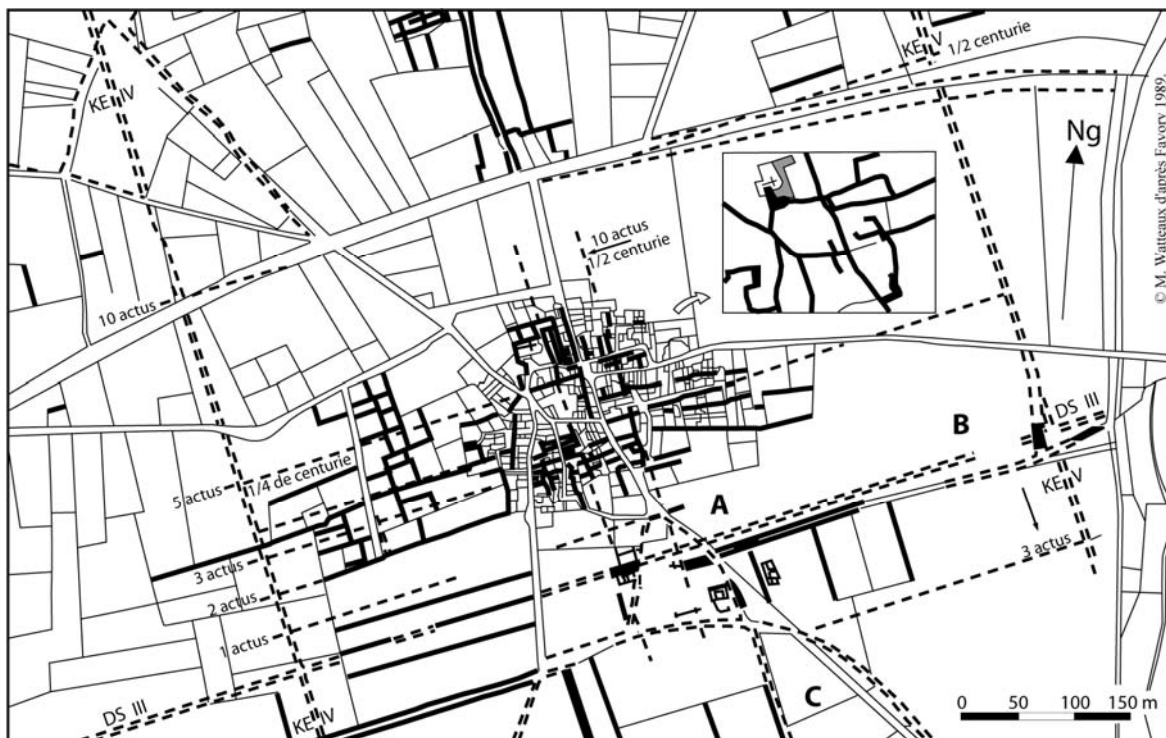 KE V
1/2 centurie
KE IV
© M. Watteaux d'après Favory 1989.
Ng
10 actus
1/2 centurie
10 actus
DS III
B
KE V
5 actus
1/4 de centurie
A
3 actus
3 actus
2 actus
1 actus
DS III
KE IV
C
0 50 100 150 m